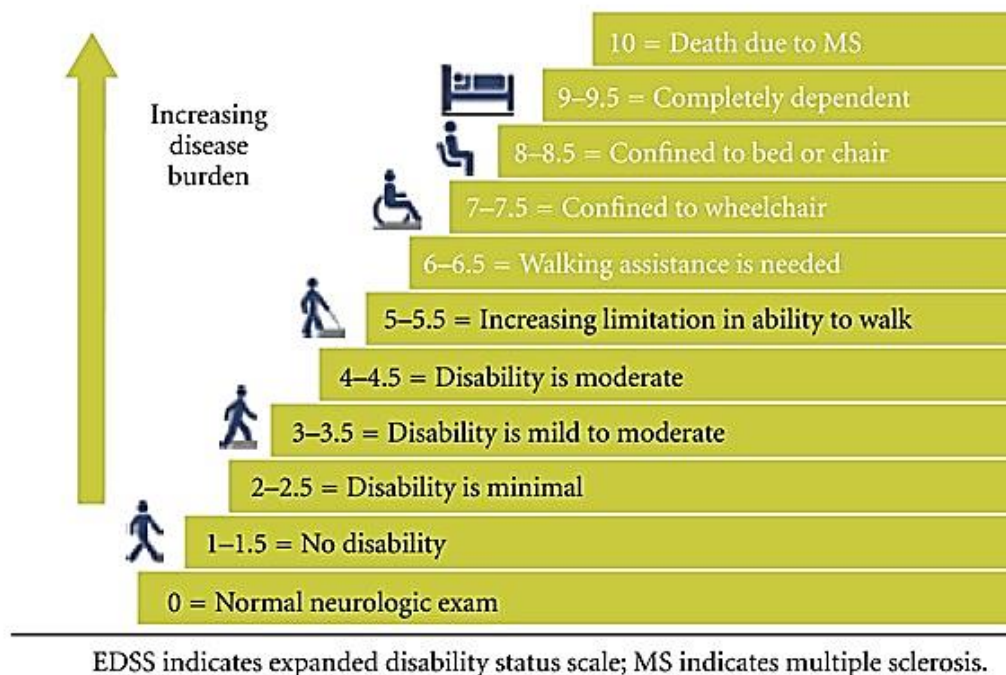 10 = Death due to MS
9–9.5 = Completely dependent
Increasing
disease
burden
8–8.5 = Confined to bed or chair
7–7.5 = Confined to wheelchair
6–6.5 = Walking assistance is needed
5–5.5 = Increasing limitation in ability to walk
4–4.5 = Disability is moderate
3–3.5 = Disability is mild to moderate
2–2.5 = Disability is minimal
1–1.5 = No disability
0 = Normal neurologic exam
EDSS indicates expanded disability status scale; MS indicates multiple sclerosis.